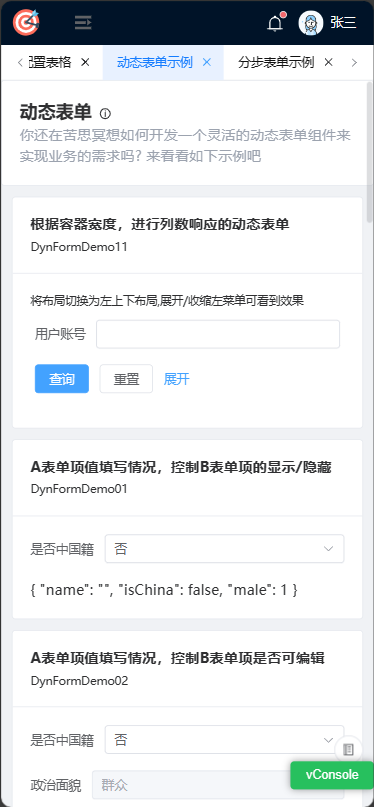 张三
配置表格
动态表单示例
分步表单示例
动态表单
你还在苦思冥想如何开发一个灵活的动态表单组件来
实现业务的需求吗? 来看看如下示例吧
根据容器宽度，进行列数响应的动态表单
DynFormDemo11
将布局切换为左上下布局,展开/收缩左菜单可看到效果
用户账号
查询 重置 展开
A表单项值填写情况，控制B表单项的显示/隐藏
DynFormDemo01
是否中国籍 否
{ "name": "", "isChina": false, "male": 1 }
A表单项值填写情况，控制B表单项是否可编辑
DynFormDemo02
是否中国籍 否
政治面貌 群众
vConsole